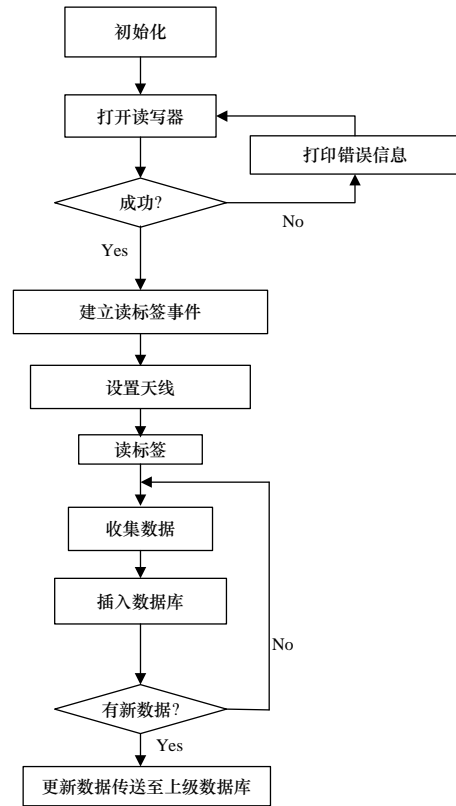 初始化
打开读写器
打印错误信息
成功?
No
Yes
建立读标签事件
设置天线
读标签
收集数据
插入数据库
No
有新数据?
Yes
更新数据传送至上级数据库